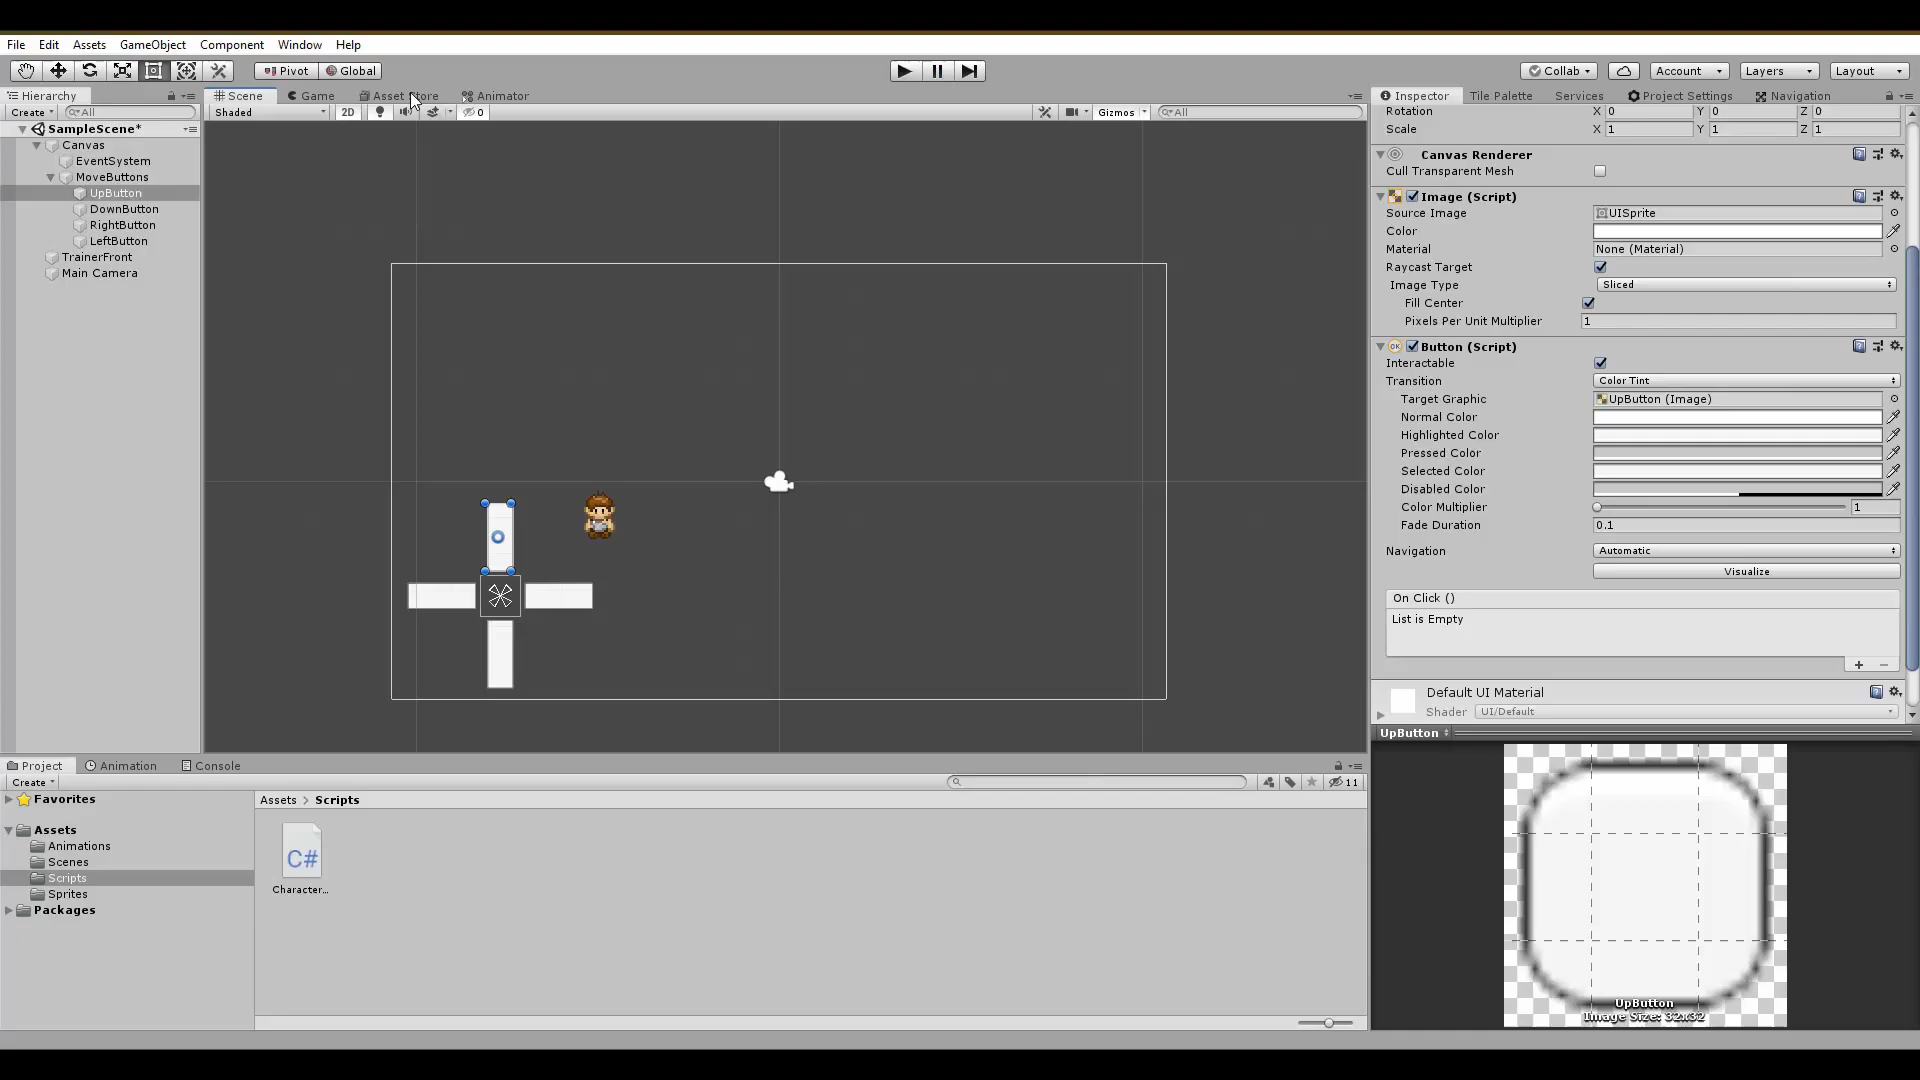 File Edit Assets GameObject Component Window Help
Pivot Global Collab Account Layers Layout
Hierarchy Scene Game Asset Store Animator Inspector Tile Palette Services Project Settings Navigation
Create All Shaded 2D 0 Gizmos All
Rotation X 0 Y 0 Z 0
Scale X 1 Y 1 Z 1
SampleScene*
Canvas
EventSystem
MoveButtons
UpButton
DownButton
RightButton
LeftButton
TrainerFront
Main Camera
Canvas Renderer
Cull Transparent Mesh
Image (Script)
Source Image UISprite
Color
Material None (Material)
Raycast Target
Image Type Sliced
Fill Center
Pixels Per Unit Multiplier 1
OK Button (Script)
Interactable
Transition Color Tint
Target Graphic UpButton (Image)
Normal Color
Highlighted Color
Pressed Color
Selected Color
Disabled Color
Color Multiplier 1
Fade Duration 0.1
Navigation Automatic
Visualize
On Click ()
List is Empty
+ −
Default UI Material
Shader UI/Default
UpButton
Project Animation Console
Create 11
Favorites
Assets
Animations
Scenes
Scripts
Sprites
Packages
Assets > Scripts
C#
Character...
UpButton
Image Size: 32x32